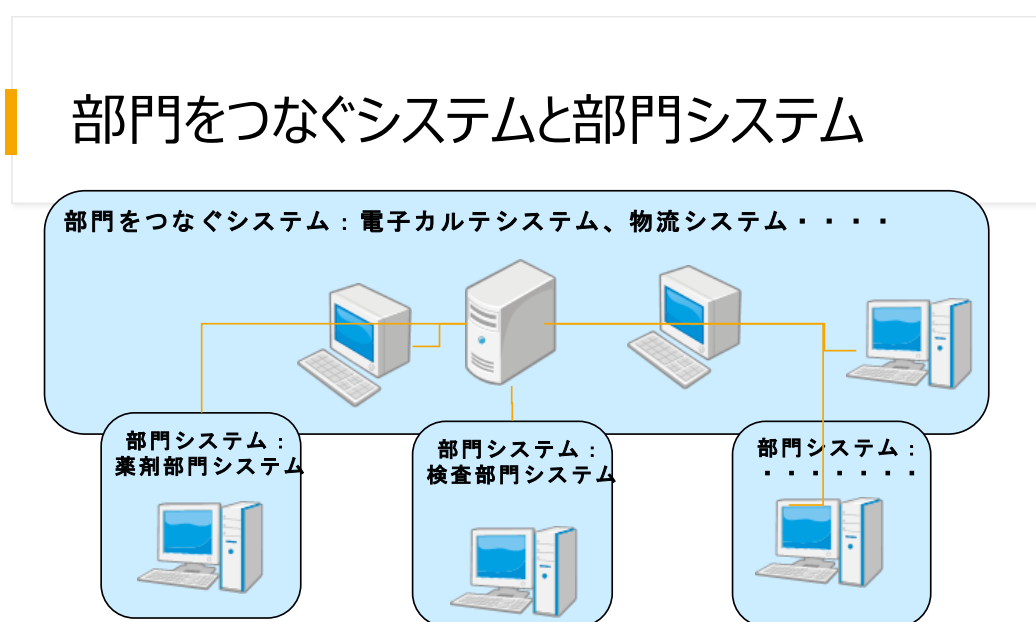 部門をつなぐシステムと部門システム
部門をつなぐシステム：電子カルテシステム、物流システム・・・・
部門システム：
薬剤部門システム
部門システム：
検査部門システム
部門システム：
・・・・・・・